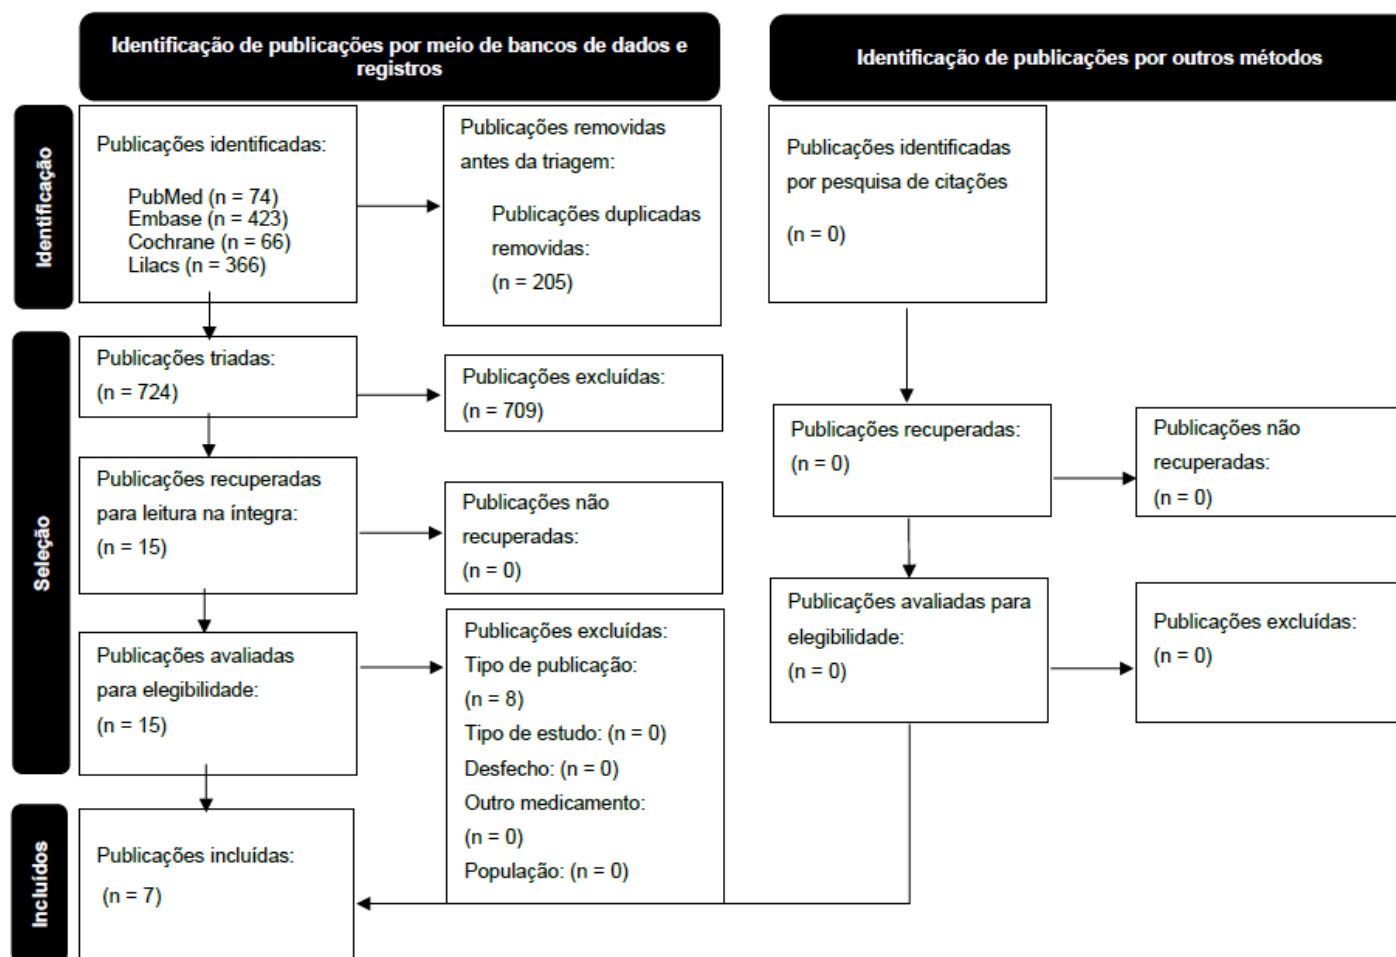 Identificação de publicações por meio de bancos de dados e
registros
Identificação de publicações por outros métodos
Identificação
Publicações identificadas:
PubMed (n = 74)
Embase (n = 423)
Cochrane (n = 66)
Lilacs (n = 366)
Publicações removidas
antes da triagem:
Publicações duplicadas
removidas:
(n = 205)
Publicações identificadas
por pesquisa de citações
(n = 0)
Seleção
Publicações triadas:
(n = 724)
Publicações excluídas:
(n = 709)
Publicações recuperadas
para leitura na íntegra:
(n = 15)
Publicações não
recuperadas:
(n = 0)
Publicações recuperadas:
(n = 0)
Publicações não
recuperadas:
(n = 0)
Publicações avaliadas
para elegibilidade:
(n = 15)
Publicações excluídas:
Tipo de publicação:
(n = 8)
Tipo de estudo: (n = 0)
Desfecho: (n = 0)
Outro medicamento:
(n = 0)
População: (n = 0)
Publicações avaliadas para
elegibilidade:
(n = 0)
Publicações excluídas:
(n = 0)
Incluídos
Publicações incluídas:
(n = 7)